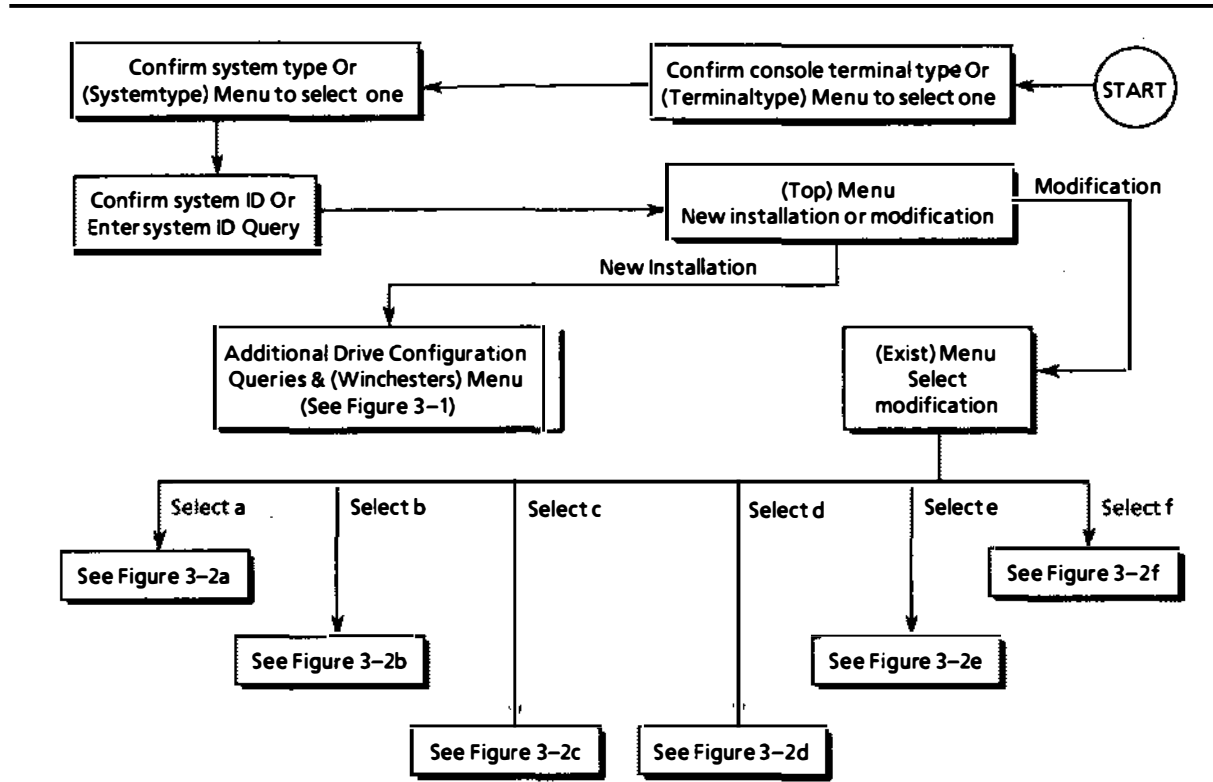 Confirm system type Or
(Systemtype) Menu to select one
Confirm console terminal type Or
(Terminaltype) Menu to select one
START
Confirm system ID Or
Enter system ID Query
(Top) Menu
New installation or modification
Modification
New Installation
Additional Drive Configuration
Queries & (Winchesters) Menu
(See Figure 3–1)
(Exist) Menu
Select
modification
Select a
Select b
Select c
Select d
Select e
Select f
See Figure 3–2a
See Figure 3–2f
See Figure 3–2b
See Figure 3–2e
See Figure 3–2c
See Figure 3–2d